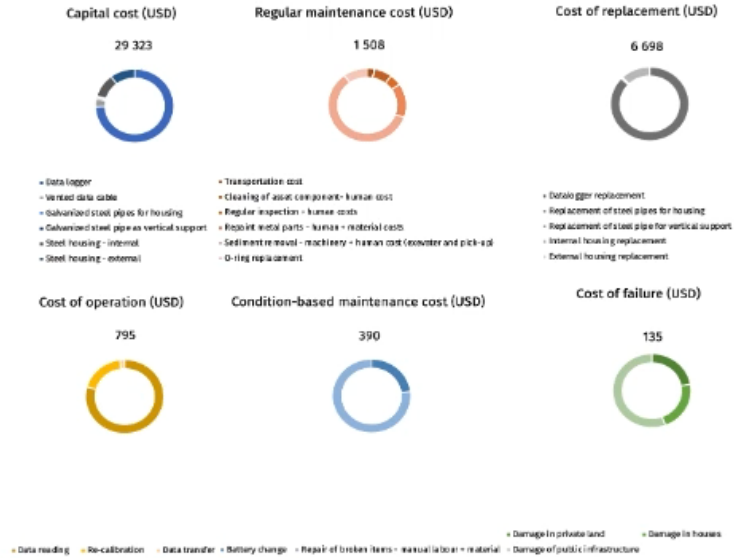 Capital cost (USD)
29 323
Data logger
Vented data cable
Galvanized steel pipes for housing
Galvanized steel pipe as vertical support
Steel housing - internal
Steel housing - external
Regular maintenance cost (USD)
1 508
Transportation cost
Cleaning of asset component- human cost
Regular inspection - human costs
Repaint metal parts - human + material costs
Sediment removal - machinery + human cost (exewator and pick-up)
O-ring replacement
Cost of replacement (USD)
6 698
Datalogger replacement
Replacement of steel pipes for housing
Replacement of steel pipe for vertical support
Internal housing replacement
External housing replacement
Cost of operation (USD)
795
Data reading
Re-calibration
Data transfer
Battery change
Condition-based maintenance cost (USD)
390
Repair of broken items - manual labour + material
Cost of failure (USD)
135
Damage in private land
Damage in houses
Damage of public infrastructure